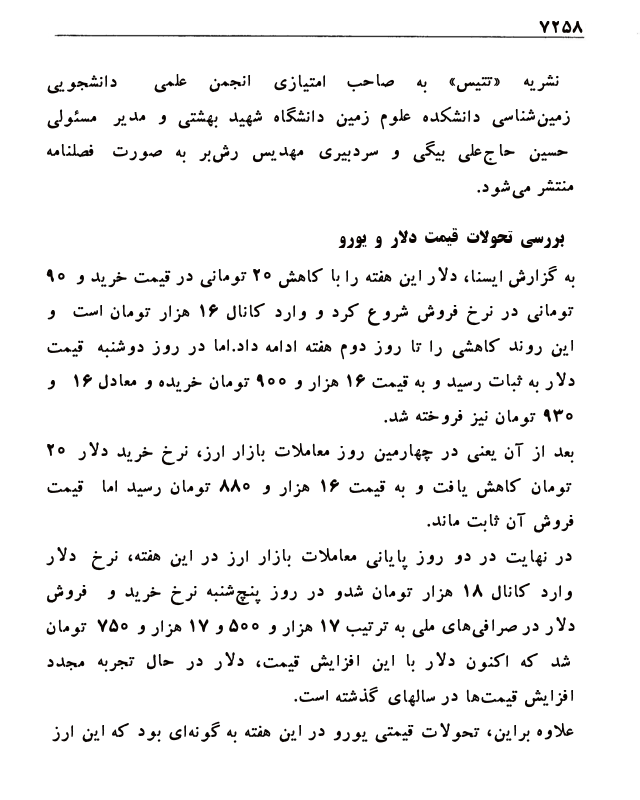 ۷۲۵۸
نشریه «تتیس» به صاحب امتیازی انجمن علمی دانشجویی
زمین‌شناسی دانشکده علوم زمین دانشگاه شهید بهشتی و مدیر مسئولی
حسین حاج‌علی بیگی و سردبیری مهدیس رش‌بر به صورت فصلنامه
منتشر می‌شود.
بررسی تحولات قیمت دلار و یورو
به گزارش ایسنا، دلار این هفته را با کاهش ۲۰ تومانی در قیمت خرید و ۹۰
تومانی در نرخ فروش شروع کرد و وارد کانال ۱۶ هزار تومان است و
این روند کاهشی را تا روز دوم هفته ادامه داد.اما در روز دوشنبه قیمت
دلار به ثبات رسید و به قیمت ۱۶ هزار و ۹۰۰ تومان خریده و معادل ۱۶ و
۹۳۰ تومان نیز فروخته شد.
بعد از آن یعنی در چهارمین روز معاملات بازار ارز، نرخ خرید دلار ۲۰
تومان کاهش یافت و به قیمت ۱۶ هزار و ۸۸۰ تومان رسید اما قیمت
فروش آن ثابت ماند.
در نهایت در دو روز پایانی معاملات بازار ارز در این هفته، نرخ دلار
وارد کانال ۱۸ هزار تومان شدو در روز پنج‌شنبه نرخ خرید و فروش
دلار در صرافی‌های ملی به ترتیب ۱۷ هزار و ۵۰۰ و ۱۷ هزار و ۷۵۰ تومان
شد که اکنون دلار با این افزایش قیمت، دلار در حال تجربه مجدد
افزایش قیمت‌ها در سالهای گذشته است.
علاوه براین، تحولات قیمتی یورو در این هفته به گونه‌ای بود که این ارز